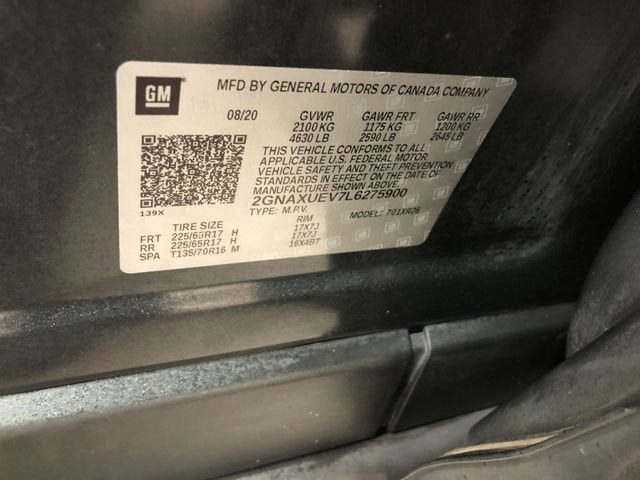 GM
MFD BY GENERAL MOTORS OF CANADA COMPANY
08/20 GVWR GAWR FRT GAWR RR
2100 KG 1175 KG 1200 KG
4630 LB 2590 LB 2645 LB
THIS VEHICLE CONFORMS TO ALL
APPLICABLE U.S. FEDERAL MOTOR
VEHICLE SAFETY AND THEFT PREVENTION
STANDARDS IN EFFECT ON THE DATE OF
MANUFACTURE SHOWN ABOVE.
2GNAXUEV7L6275900
139X TYPE: M.P.V. MODEL: 701XR26
TIRE SIZE RIM
FRT 225/65R17 H 17X7J
RR 225/65R17 H 17X7J
SPA T135/70R16 M 16X4BT